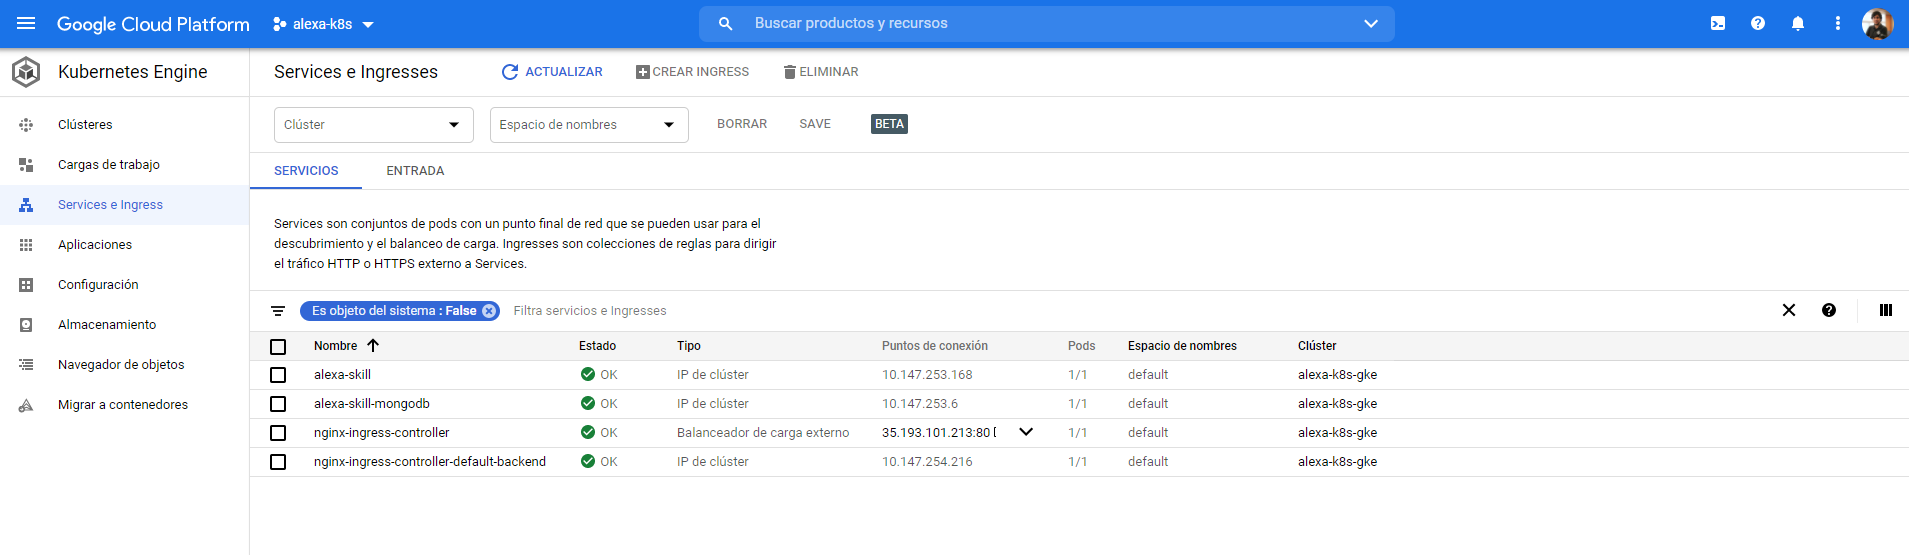 Google Cloud Platform alexa-k8s Buscar productos y recursos
Kubernetes Engine
Services e Ingresses ACTUALIZAR CREAR INGRESS ELIMINAR
Clústeres
Cargas de trabajo
Services e Ingress
Aplicaciones
Configuración
Almacenamiento
Navegador de objetos
Migrar a contenedores
Clúster Espacio de nombres BORRAR SAVE BETA
SERVICIOS ENTRADA
Services son conjuntos de pods con un punto final de red que se pueden usar para el
descubrimiento y el balanceo de carga. Ingresses son colecciones de reglas para dirigir
el tráfico HTTP o HTTPS externo a Services.
Es objeto del sistema : False Filtra servicios e Ingresses
Nombre Estado Tipo Puntos de conexión Pods Espacio de nombres Clúster
alexa-skill OK IP de clúster 10.147.253.168 1/1 default alexa-k8s-gke
alexa-skill-mongodb OK IP de clúster 10.147.253.6 1/1 default alexa-k8s-gke
nginx-ingress-controller OK Balanceador de carga externo 35.193.101.213:80 1/1 default alexa-k8s-gke
nginx-ingress-controller-default-backend OK IP de clúster 10.147.254.216 1/1 default alexa-k8s-gke